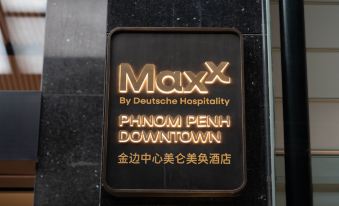 Maxx
By Deutsche Hospitality
PHNOM PENH
DOWNTOWN
金边中心美仑美奂酒店